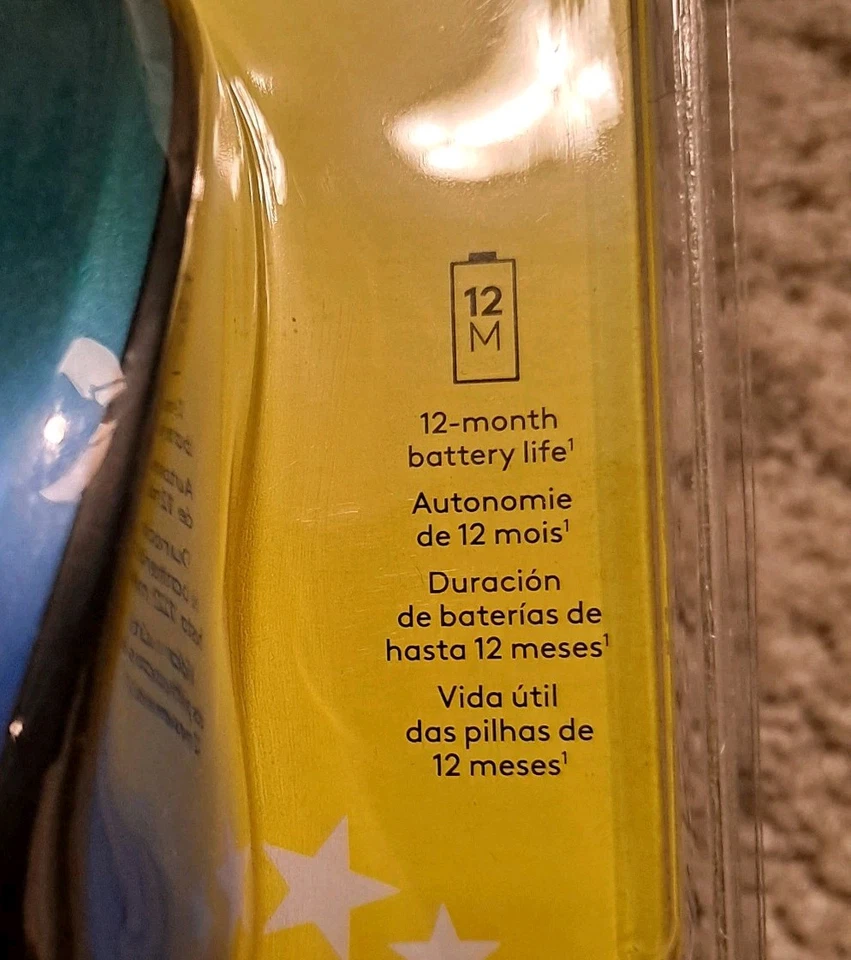 12
M
12-month
battery life¹
Autonomie
de 12 mois¹
Duración
de baterías de
hasta 12 meses¹
Vida útil
das pilhas de
12 meses¹